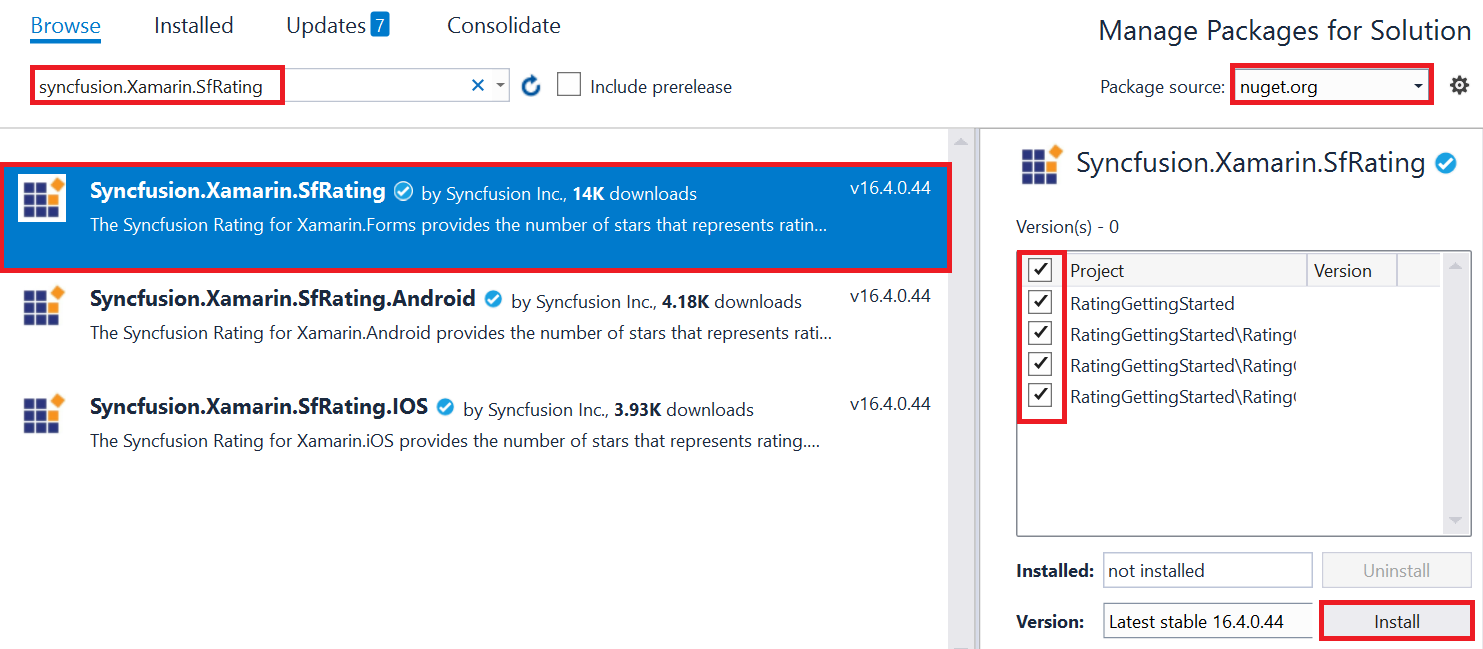 Browse Installed Updates 7 Consolidate
Manage Packages for Solution
syncfusion.Xamarin.SfRating
Include prerelease
Package source: nuget.org
Syncfusion.Xamarin.SfRating by Syncfusion Inc., 14K downloads v16.4.0.44
The Syncfusion Rating for Xamarin.Forms provides the number of stars that represents ratin...
Syncfusion.Xamarin.SfRating.Android by Syncfusion Inc., 4.18K downloads v16.4.0.44
The Syncfusion Rating for Xamarin.Android provides the number of stars that represents rati...
Syncfusion.Xamarin.SfRating.IOS by Syncfusion Inc., 3.93K downloads v16.4.0.44
The Syncfusion Rating for Xamarin.iOS provides the number of stars that represents rating....
Syncfusion.Xamarin.SfRating
Version(s) - 0
Project Version
RatingGettingStarted
RatingGettingStarted\Rating
RatingGettingStarted\Rating
RatingGettingStarted\Rating
Installed: not installed Uninstall
Version: Latest stable 16.4.0.44 Install